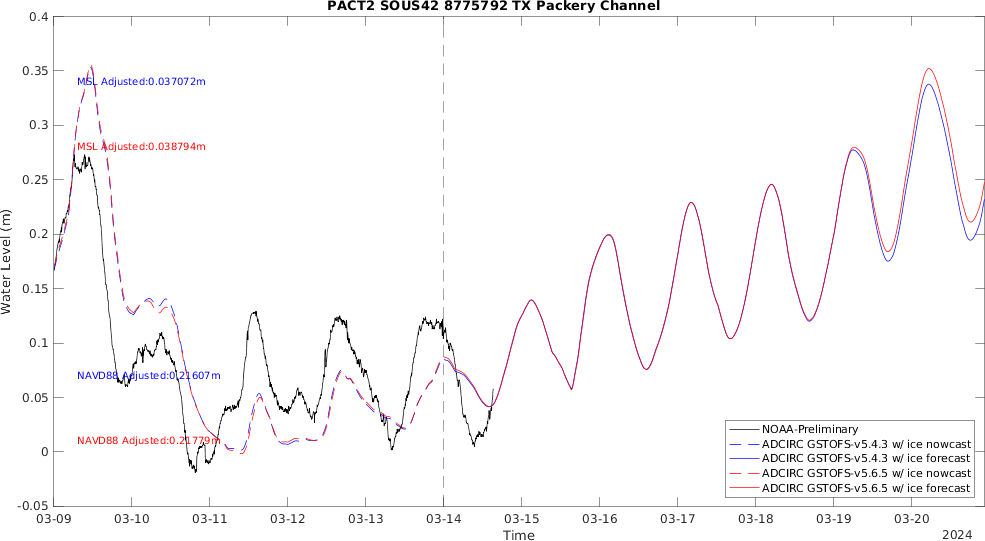 PACT2 SOUS42 8775792 TX Packery Channel
0.4
0.35
0.3
0.25
0.2
0.15
0.1
0.05
0
-0.05
Water Level (m)
MSL Adjusted:0.037072m
MSL Adjusted:0.038794m
NAVD88 Adjusted:0.21607m
NAVD88 Adjusted:0.21779m
NOAA-Preliminary
ADCIRC GSTOFS-v5.4.3 w/ ice nowcast
ADCIRC GSTOFS-v5.4.3 w/ ice forecast
ADCIRC GSTOFS-v5.6.5 w/ ice nowcast
ADCIRC GSTOFS-v5.6.5 w/ ice forecast
03-09 03-10 03-11 03-12 03-13 03-14 03-15 03-16 03-17 03-18 03-19 03-20
Time
2024